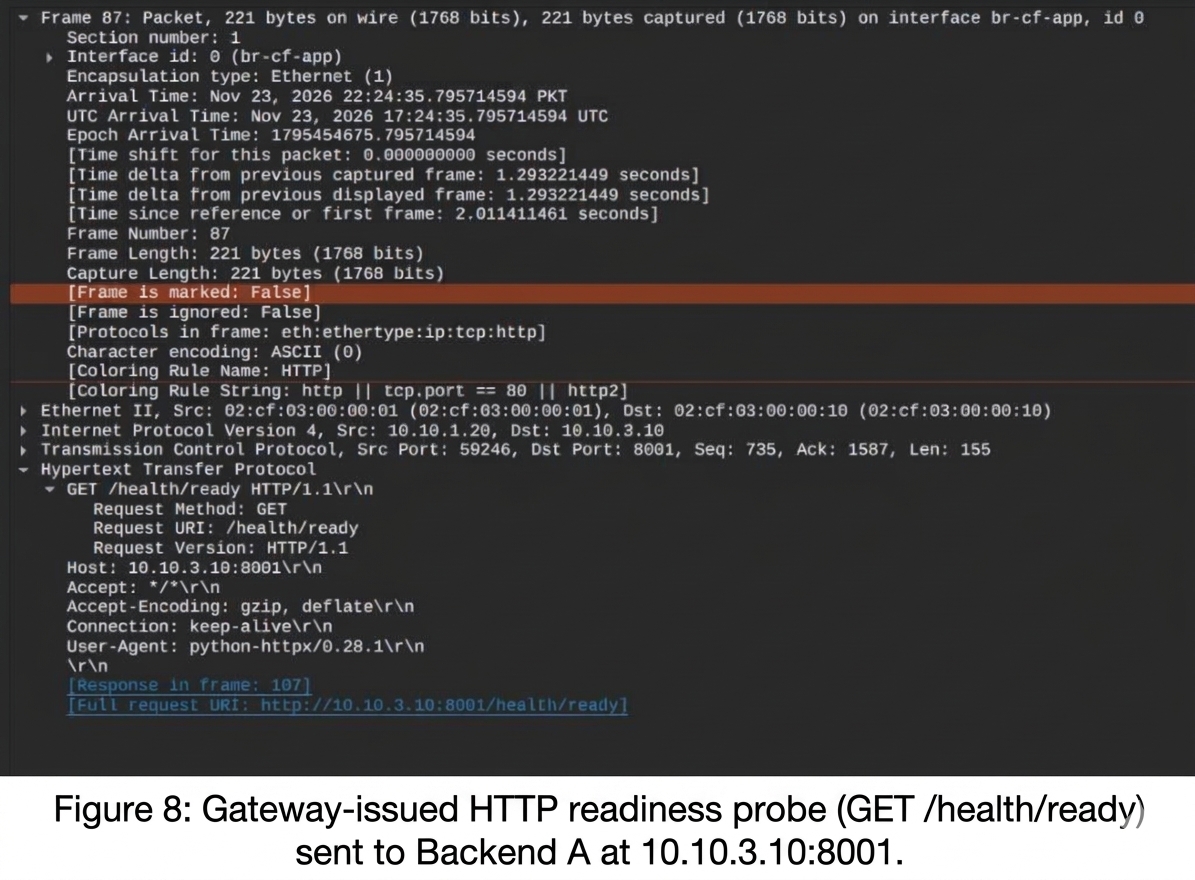 Frame 87: Packet, 221 bytes on wire (1768 bits), 221 bytes captured (1768 bits) on interface br-cf-app, id 0
Section number: 1
Interface id: 0 (br-cf-app)
Encapsulation type: Ethernet (1)
Arrival Time: Nov 23, 2026 22:24:35.795714594 PKT
UTC Arrival Time: Nov 23, 2026 17:24:35.795714594 UTC
Epoch Arrival Time: 1795454675.795714594
[Time shift for this packet: 0.000000000 seconds]
[Time delta from previous captured frame: 1.293221449 seconds]
[Time delta from previous displayed frame: 1.293221449 seconds]
[Time since reference or first frame: 2.011411461 seconds]
Frame Number: 87
Frame Length: 221 bytes (1768 bits)
Capture Length: 221 bytes (1768 bits)
[Frame is marked: False]
[Frame is ignored: False]
[Protocols in frame: eth:ethertype:ip:tcp:http]
Character encoding: ASCII (0)
[Coloring Rule Name: HTTP]
[Coloring Rule String: http || tcp.port == 80 || http2]
Ethernet II, Src: 02:cf:03:00:00:01 (02:cf:03:00:00:01), Dst: 02:cf:03:00:00:10 (02:cf:03:00:00:10)
Internet Protocol Version 4, Src: 10.10.1.20, Dst: 10.10.3.10
Transmission Control Protocol, Src Port: 59246, Dst Port: 8001, Seq: 735, Ack: 1587, Len: 155
Hypertext Transfer Protocol
GET /health/ready HTTP/1.1\r\n
Request Method: GET
Request URI: /health/ready
Request Version: HTTP/1.1
Host: 10.10.3.10:8001\r\n
Accept: */*\r\n
Accept-Encoding: gzip, deflate\r\n
Connection: keep-alive\r\n
User-Agent: python-httpx/0.28.1\r\n
\r\n
[Response in frame: 107]
[Full request URI: http://10.10.3.10:8001/health/ready]
Figure 8: Gateway-issued HTTP readiness probe (GET /health/ready)
sent to Backend A at 10.10.3.10:8001.